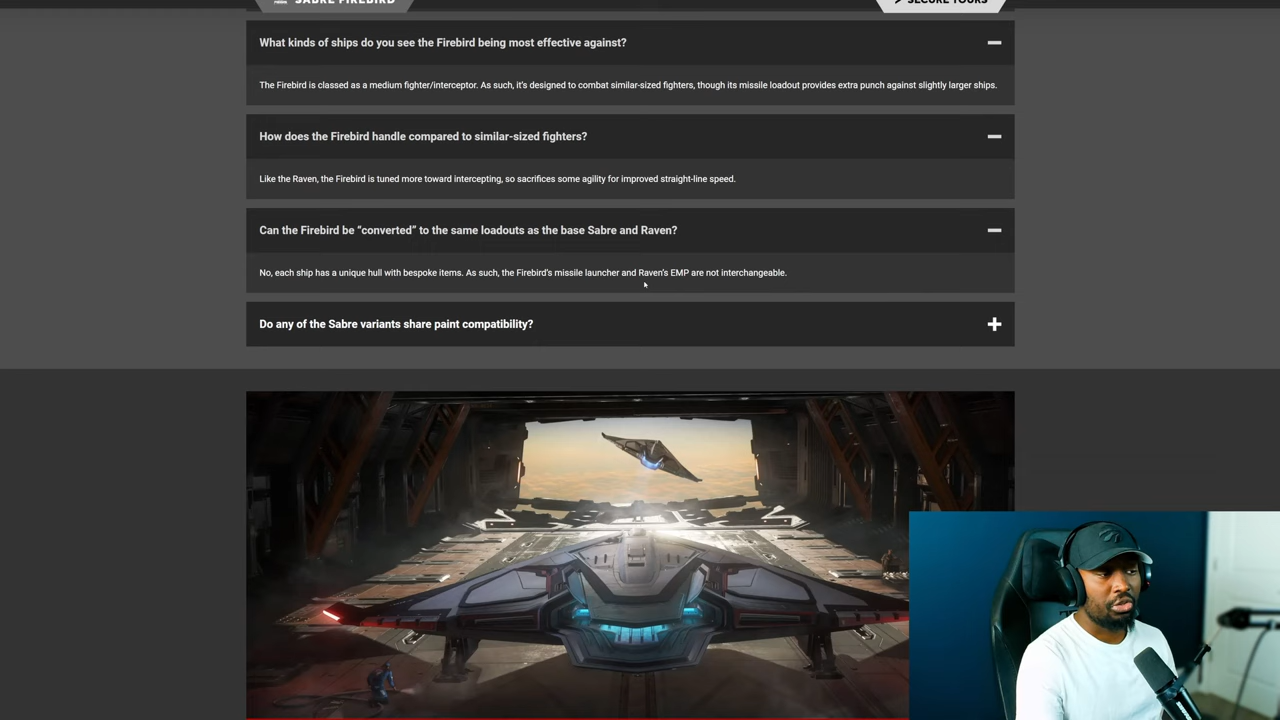 SABRE FIREBIRD
SECURE YOURS
What kinds of ships do you see the Firebird being most effective against?
The Firebird is classed as a medium fighter/interceptor. As such, it's designed to combat similar-sized fighters, though its missile loadout provides extra punch against slightly larger ships.
How does the Firebird handle compared to similar-sized fighters?
Like the Raven, the Firebird is tuned more toward intercepting, so sacrifices some agility for improved straight-line speed.
Can the Firebird be “converted” to the same loadouts as the base Sabre and Raven?
No, each ship has a unique hull with bespoke items. As such, the Firebird's missile launcher and Raven's EMP are not interchangeable.
Do any of the Sabre variants share paint compatibility?